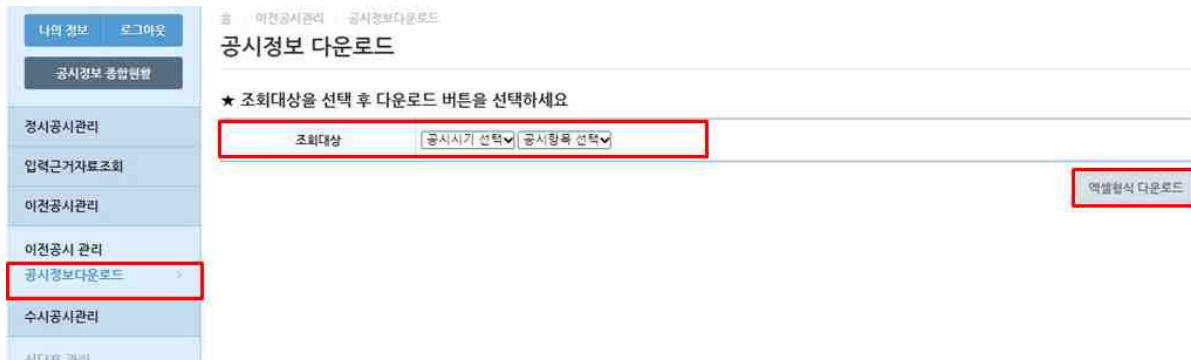 나의 정보 로그아웃
공시정보 종합현황
정시공시관리
입력근거자료조회
이전공시관리
이전공시 관리
공시정보다운로드 >
수시공시관리
홈 이전공시관리 공시정보다운로드
공시정보 다운로드
★ 조회대상을 선택 후 다운로드 버튼을 선택하세요
조회대상 공시시기 선택 공시항목 선택
엑셀형식 다운로드